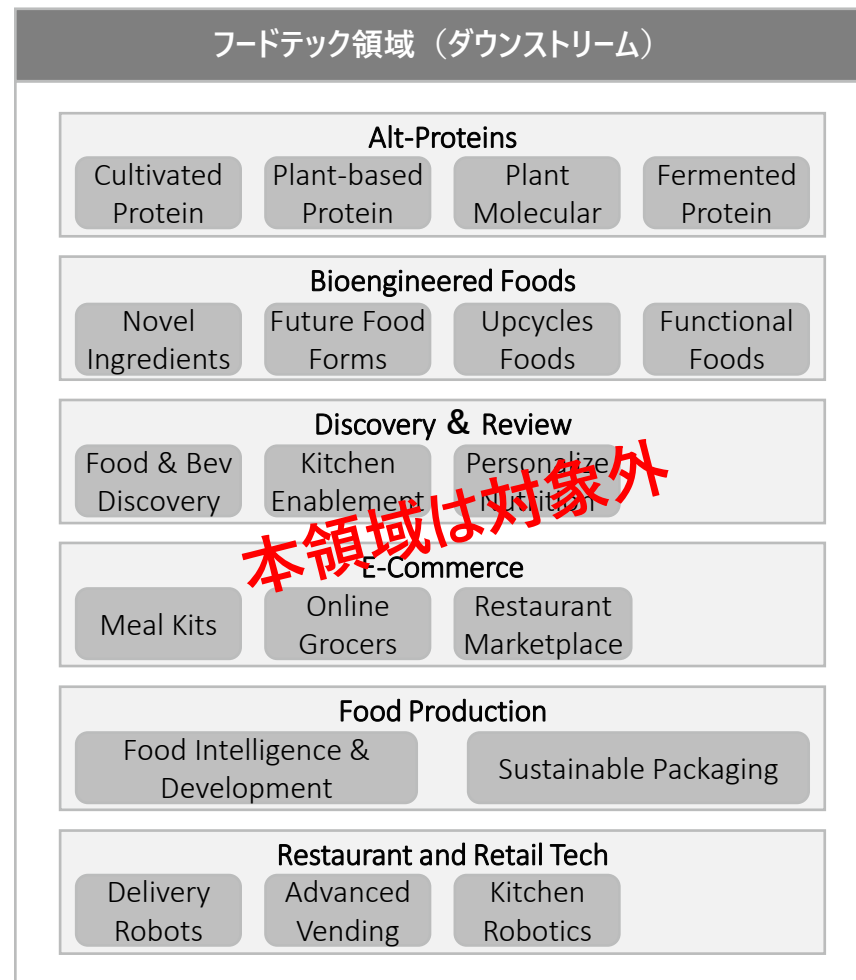 フードテック領域（ダウンストリーム）
Alt-Proteins
Cultivated
Protein
Plant-based
Protein
Plant
Molecular
Fermented
Protein
Bioengineered Foods
Novel
Ingredients
Future Food
Forms
Upcycles
Foods
Functional
Foods
Discovery & Review
Food & Bev
Discovery
Kitchen
Enablement
Personalize
Nutrition
本領域は対象外
E-Commerce
Meal Kits
Online
Grocers
Restaurant
Marketplace
Food Production
Food Intelligence &
Development
Sustainable Packaging
Restaurant and Retail Tech
Delivery
Robots
Advanced
Vending
Kitchen
Robotics